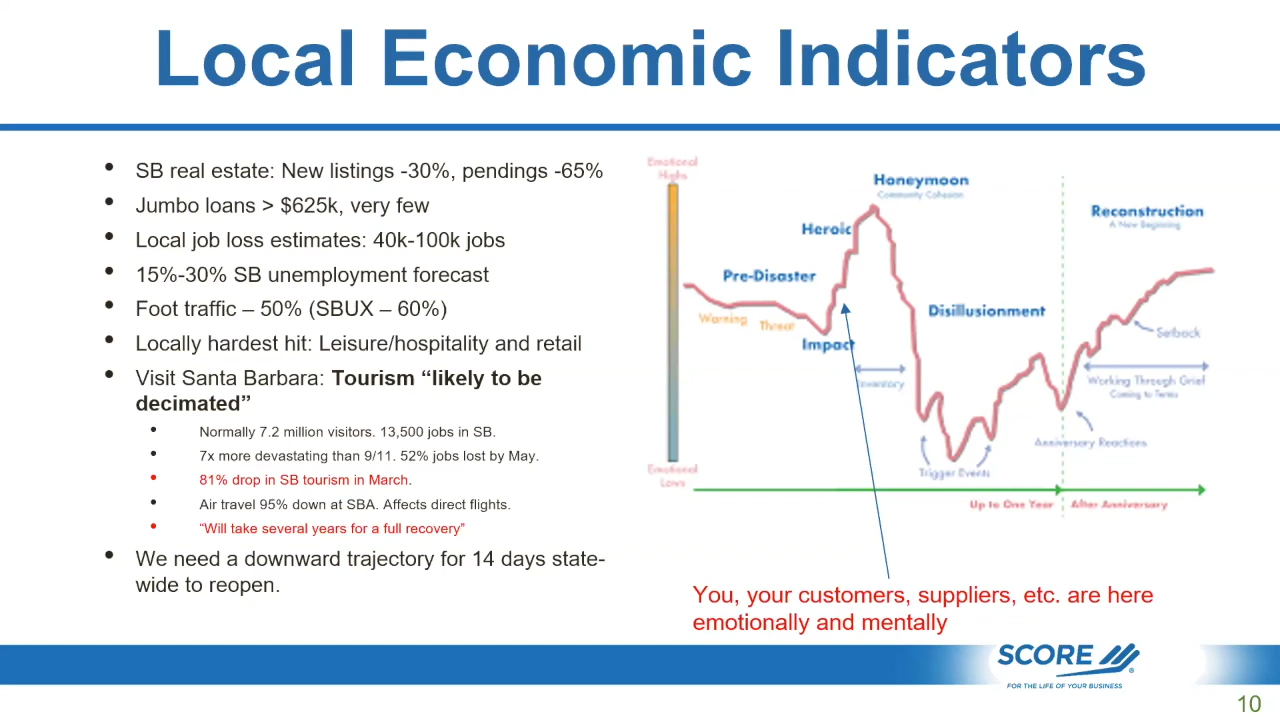 Local Economic Indicators
• SB real estate: New listings -30%, pendings -65%
• Jumbo loans > $625k, very few
• Local job loss estimates: 40k-100k jobs
• 15%-30% SB unemployment forecast
• Foot traffic – 50% (SBUX – 60%)
• Locally hardest hit: Leisure/hospitality and retail
• Visit Santa Barbara: Tourism “likely to be
decimated”
• Normally 7.2 million visitors. 13,500 jobs in SB.
• 7x more devastating than 9/11. 52% jobs lost by May.
• 81% drop in SB tourism in March.
• Air travel 95% down at SBA. Affects direct flights.
• “Will take several years for a full recovery”
• We need a downward trajectory for 14 days state-
wide to reopen.
Emotional
Highs
Honeymoon
Community Cohesion
Heroic
Reconstruction
A New Beginning
Pre-Disaster
Warning
Threat
Impact
Disillusionment
Setback
Inventory
Working Through Grief
Coming to Terms
Anniversary Reactions
Trigger Events
Emotional
Lows
Up to One Year
After Anniversary
You, your customers, suppliers, etc. are here
emotionally and mentally
SCORE
®
FOR THE LIFE OF YOUR BUSINESS
10